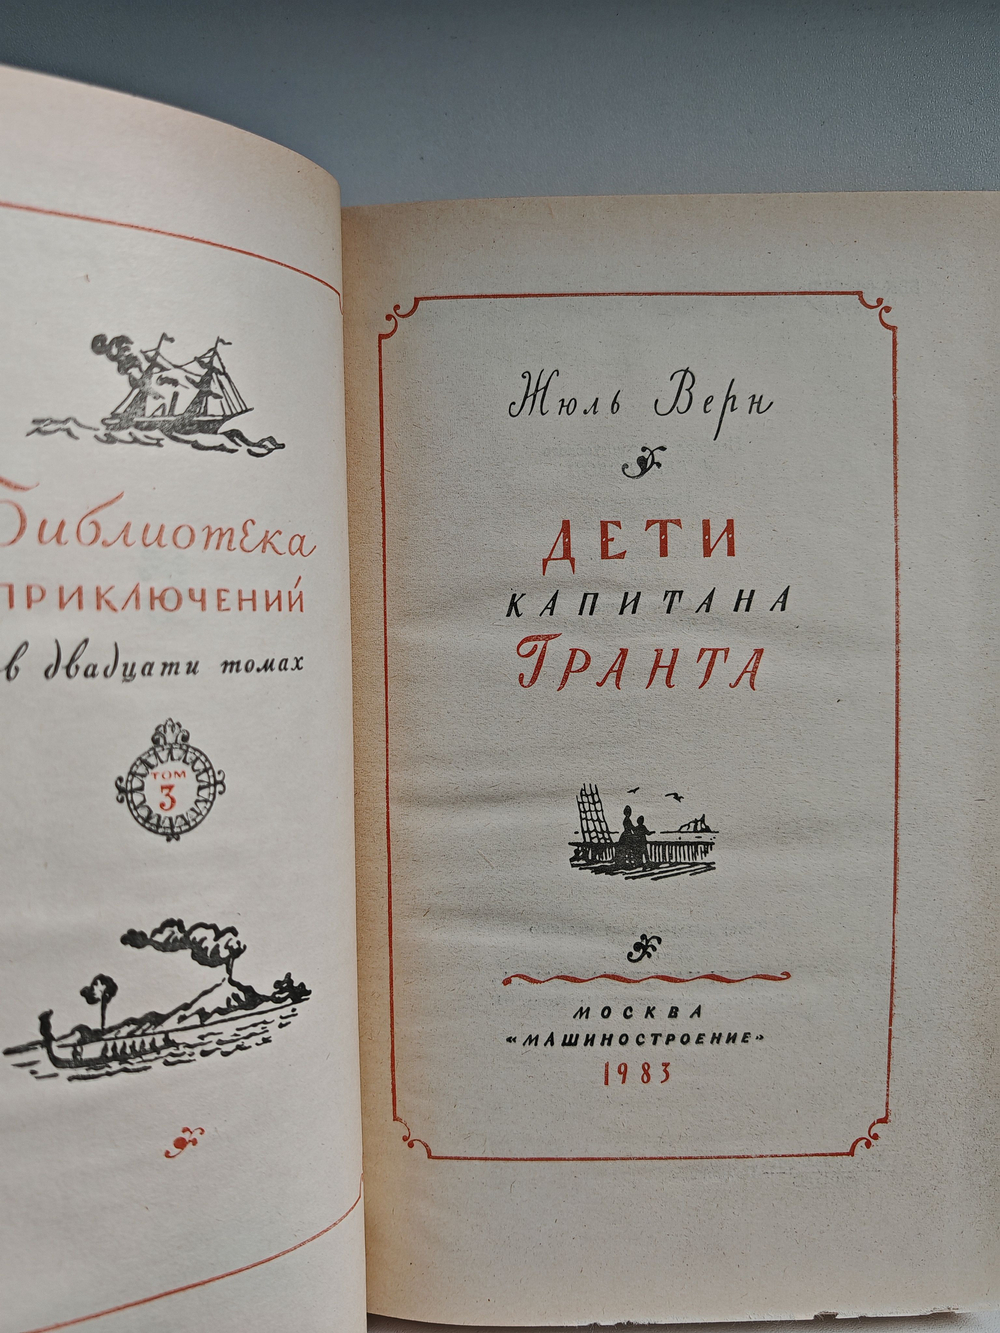 Библиотека
приключений
в двадцати томах
ТОМ
3
Жюль Верн
ДЕТИ
КАПИТАНА
ГРАНТА
МОСКВА
«МАШИНОСТРОЕНИЕ»
1983